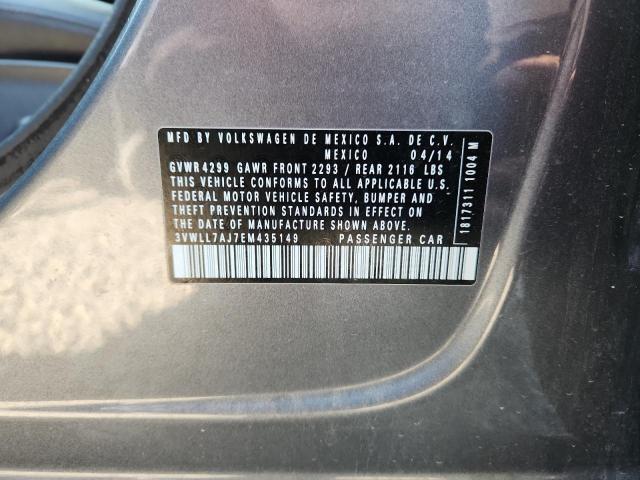 MFD BY VOLKSWAGEN DE MEXICO S.A. DE C.V.
MEXICO 04/14
GVWR 4299 GAWR FRONT 2293 / REAR 2116 LBS
THIS VEHICLE CONFORMS TO ALL APPLICABLE U.S.
FEDERAL MOTOR VEHICLE SAFETY, BUMPER AND
THEFT PREVENTION STANDARDS IN EFFECT ON
THE DATE OF MANUFACTURE SHOWN ABOVE.
3VWLL7AJ7EM435149 PASSENGER CAR
1817311 1004 M